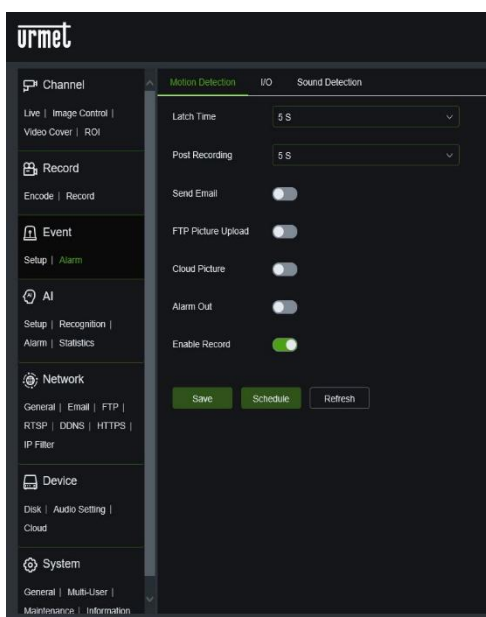 urmet
Channel
Live | Image Control |
Video Cover | ROI
Record
Encode | Record
Event
Setup | Alarm
AI
Setup | Recognition |
Alarm | Statistics
Network
General | Email | FTP |
RTSP | DDNS | HTTPS |
IP Filter
Device
Disk | Audio Setting |
Cloud
System
General | Multi-User |
Maintenance | Information
Motion Detection I/O Sound Detection
Latch Time 5 S
Post Recording 5 S
Send Email
FTP Picture Upload
Cloud Picture
Alarm Out
Enable Record
Save Schedule Refresh